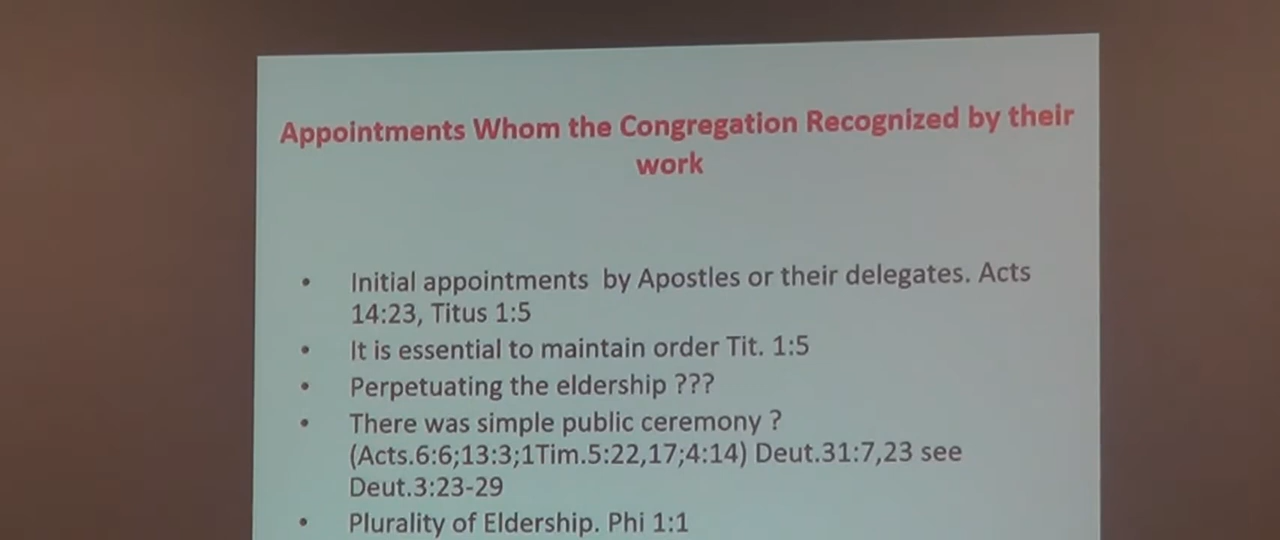 Appointments Whom the Congregation Recognized by their
work
• Initial appointments by Apostles or their delegates. Acts
14:23, Titus 1:5
• It is essential to maintain order Tit. 1:5
• Perpetuating the eldership ???
• There was simple public ceremony ?
(Acts.6:6;13:3;1Tim.5:22,17;4:14) Deut.31:7,23 see
Deut.3:23-29
• Plurality of Eldership. Phi 1:1